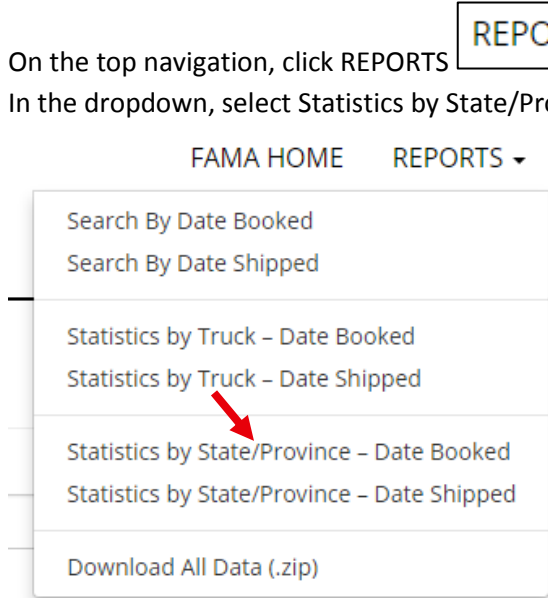 On the top navigation, click REPORTS REPO
In the dropdown, select Statistics by State/Pro
FAMA HOME REPORTS
Search By Date Booked
Search By Date Shipped
Statistics by Truck – Date Booked
Statistics by Truck – Date Shipped
Statistics by State/Province – Date Booked
Statistics by State/Province – Date Shipped
Download All Data (.zip)